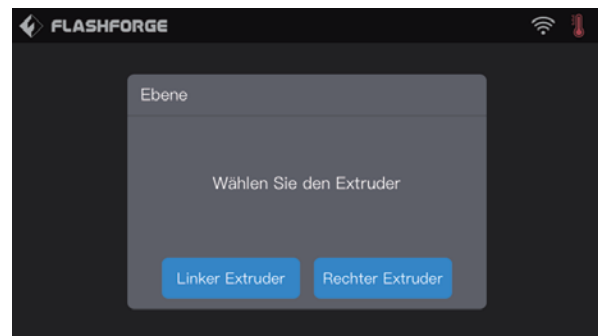 FLASHFORGE
Ebene
Wählen Sie den Extruder
Linker Extruder
Rechter Extruder